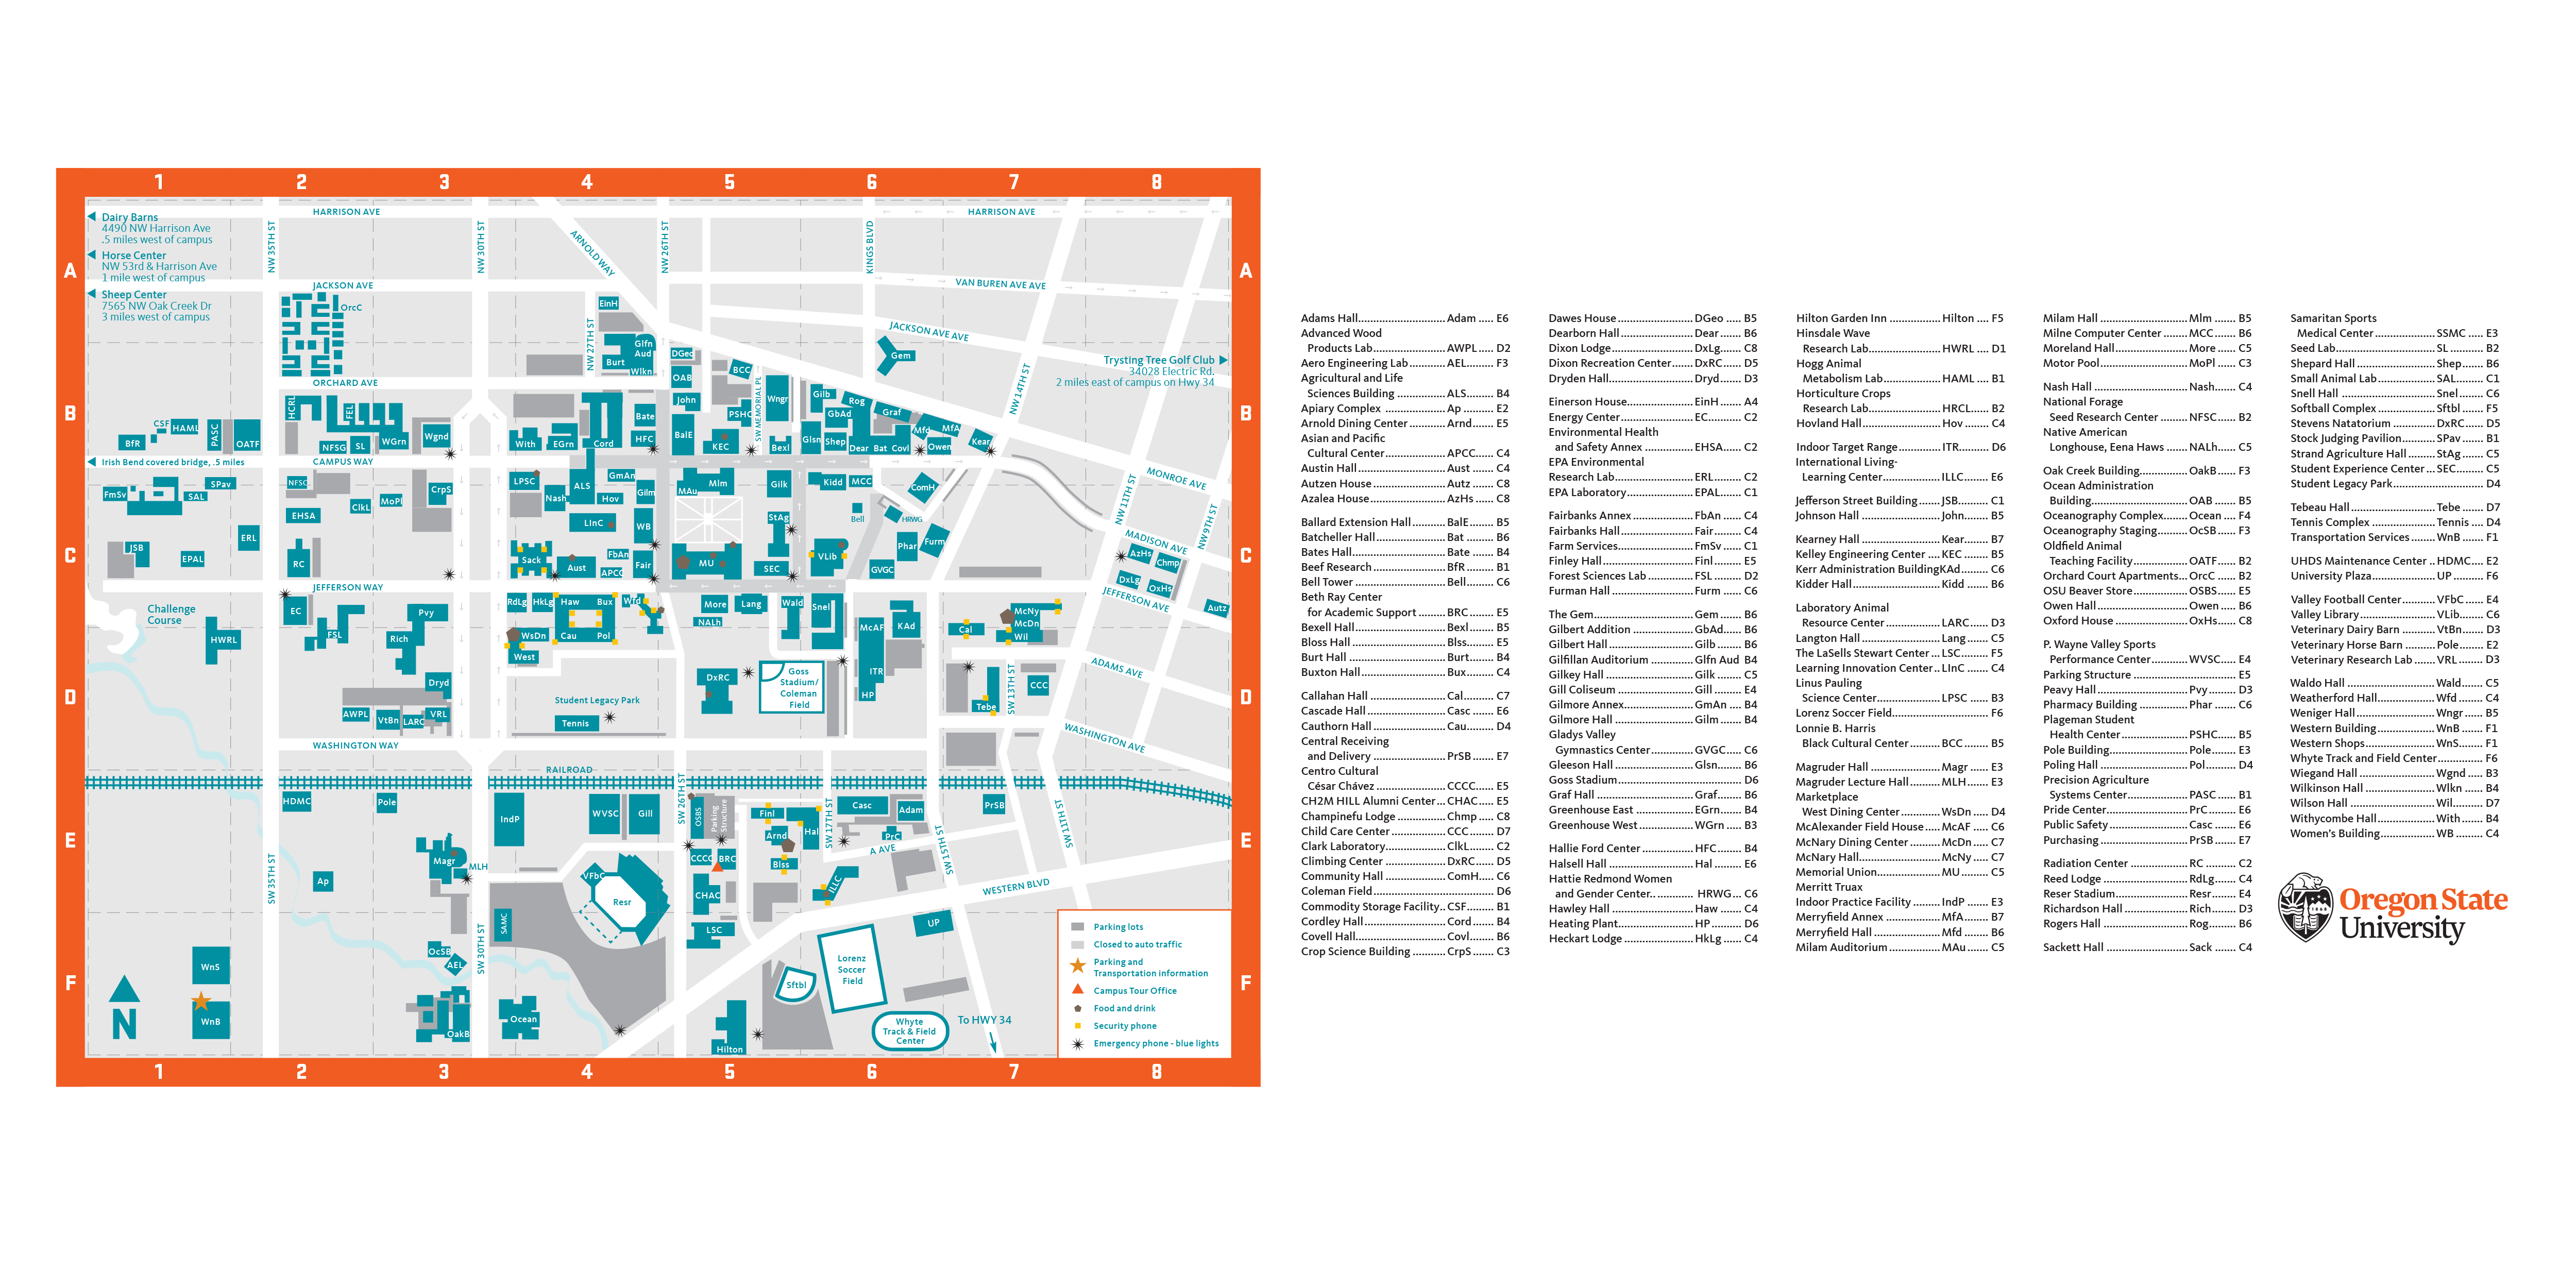 1 2 3 4 5 6 7 8
A
B
C
D
E
F
A
B
C
D
E
F
1 2 3 4 5 6 7 8
Dairy Barns
4490 NW Harrison Ave
.5 miles west of campus
Horse Center
NW 53rd & Harrison Ave
1 mile west of campus
Sheep Center
7565 NW Oak Creek Dr
3 miles west of campus
HARRISON AVE
HARRISON AVE
NW 35TH ST
NW 30TH ST
ARNOLD WAY
NW 26TH ST
KINGS BLVD
JACKSON AVE
VAN BUREN AVE AVE
JACKSON AVE AVE
OrcC
EinH
NW 27TH ST
Glfn
Aud
Burt
Wlkn
DGeo
Gem
Trysting Tree Golf Club
34028 Electric Rd.
2 miles east of campus on Hwy 34
ORCHARD AVE
OAB
BCC
John
PSHC
SW MEMORIAL PL
Wngr
Gilb
Rog
GbAd
Graf
Mfd
MfA
Kear
NW 14TH ST
HCRL
FEL
CSF
HAML
PASC
BfR
OATF
NFSG
SL
WGrn
Wgnd
With
EGrn
Cord
Bate
HFC
BalE
KEC
Bexl
Glsn
Shep
Dear
Bat
Covl
Owen
Irish Bend covered bridge, .5 miles
CAMPUS WAY
MONROE AVE
FmSv
SAL
SPav
NFSC
EHSA
ClkL
MoPl
CrpS
LPSC
Nash
ALS
GmAn
Hov
Gilm
MAu
Mlm
Gilk
Kidd
MCC
ComH
NW 11TH ST
NW 9TH ST
LInC
WB
StAg
Bell
HRWG
ERL
JSB
EPAL
RC
Sack
Aust
FbAn
APCC
Fair
MU
SEC
VLib
GVGC
Phar
Furm
MADISON AVE
AzHs
Chmp
DxLg
OxHs
Autz
JEFFERSON WAY
JEFFERSON AVE
Challenge
Course
HWRL
EC
FSL
Pvy
Rich
RdLg
HkLg
Haw
Bux
Wfd
WsDn
Cau
Pol
West
More
Lang
NALh
Wald
Snel
McAF
KAd
ITR
HP
Cal
McNy
McDn
Wil
ADAMS AVE
Dryd
AWPL
VtBn
LARC
VRL
Student Legacy Park
Tennis
DxRC
Goss
Stadium/
Coleman
Field
Tebe
SW 13TH ST
CCC
WASHINGTON WAY
WASHINGTON AVE
RAILROAD
HDMC
Pole
IndP
WVSC
Gill
SW 26TH ST
OSBS
Parking
Structure
Finl
Arnd
Hal
SW 17TH ST
Casc
Adam
PrC
PrSB
SW 15TH ST
SW 11TH ST
A AVE
WESTERN BLVD
SW 35TH ST
Ap
Magr
MLH
VFbC
Resr
CCCC
BRC
Blss
CHAC
ILLC
SAMC
LSC
UP
SW 30TH ST
OcSB
AEL
OakB
Ocean
WnS
WnB
N
Hilton
Sftbl
Lorenz
Soccer
Field
Whyte
Track & Field
Center
To HWY 34
Parking lots
Closed to auto traffic
Parking and
Transportation information
Campus Tour Office
Food and drink
Security phone
Emergency phone - blue lights
Adams Hall Adam E6
Advanced Wood
Products Lab AWPL D2
Aero Engineering Lab AEL F3
Agricultural and Life
Sciences Building ALS B4
Apiary Complex Ap E2
Arnold Dining Center Arnd E5
Asian and Pacific
Cultural Center APCC C4
Austin Hall Aust C4
Autzen House Autz C8
Azalea House AzHs C8
Ballard Extension Hall BalE B5
Batcheller Hall Bat B6
Bates Hall Bate B4
Beef Research BfR B1
Bell Tower Bell C6
Beth Ray Center
for Academic Support BRC E5
Bexell Hall Bexl B5
Bloss Hall Blss E5
Burt Hall Burt B4
Buxton Hall Bux C4
Callahan Hall Cal C7
Cascade Hall Casc E6
Cauthorn Hall Cau D4
Central Receiving
and Delivery PrSB E7
Centro Cultural
César Chávez CCCC E5
CH2M HILL Alumni Center CHAC E5
Champinefu Lodge Chmp C8
Child Care Center CCC D7
Clark Laboratory ClkL C2
Climbing Center DxRC D5
Community Hall ComH C6
Coleman Field D6
Commodity Storage Facility CSF B1
Cordley Hall Cord B4
Covell Hall Covl B6
Crop Science Building CrpS C3
Dawes House DGeo B5
Dearborn Hall Dear B6
Dixon Lodge DxLg C8
Dixon Recreation Center DxRC D5
Dryden Hall Dryd D3
Einerson House EinH A4
Energy Center EC C2
Environmental Health
and Safety Annex EHSA C2
EPA Environmental
Research Lab ERL C2
EPA Laboratory EPAL C1
Fairbanks Annex FbAn C4
Fairbanks Hall Fair C4
Farm Services FmSv C1
Finley Hall Finl E5
Forest Sciences Lab FSL D2
Furman Hall Furm C6
The Gem Gem B6
Gilbert Addition GbAd B6
Gilbert Hall Gilb B6
Gilfillan Auditorium Glfn Aud B4
Gilkey Hall Gilk C5
Gill Coliseum Gill E4
Gilmore Annex GmAn B4
Gilmore Hall Gilm B4
Gladys Valley
Gymnastics Center GVGC C6
Gleeson Hall Glsn B6
Goss Stadium D6
Graf Hall Graf B6
Greenhouse East EGrn B4
Greenhouse West WGrn B3
Hallie Ford Center HFC B4
Halsell Hall Hal E6
Hattie Redmond Women
and Gender Center HRWG C6
Hawley Hall Haw C4
Heating Plant HP D6
Heckart Lodge HkLg C4
Hilton Garden Inn Hilton F5
Hinsdale Wave
Research Lab HWRL D1
Hogg Animal
Metabolism Lab HAML B1
Horticulture Crops
Research Lab HRCL B2
Hovland Hall Hov C4
Indoor Target Range ITR D6
International Living-
Learning Center ILLC E6
Jefferson Street Building JSB C1
Johnson Hall John B5
Kearney Hall Kear B7
Kelley Engineering Center KEC B5
Kerr Administration Building KAd C6
Kidder Hall Kidd B6
Laboratory Animal
Resource Center LARC D3
Langton Hall Lang C5
The LaSells Stewart Center LSC F5
Learning Innovation Center LInC C4
Linus Pauling
Science Center LPSC B3
Lorenz Soccer Field F6
Lonnie B. Harris
Black Cultural Center BCC B5
Magruder Hall Magr E3
Magruder Lecture Hall MLH E3
Marketplace
West Dining Center WsDn D4
McAlexander Field House McAF C6
McNary Dining Center McDn C7
McNary Hall McNy C7
Memorial Union MU C5
Merritt Truax
Indoor Practice Facility IndP E3
Merryfield Annex MfA B7
Merryfield Hall Mfd B6
Milam Auditorium MAu C5
Milam Hall Mlm B5
Milne Computer Center MCC B6
Moreland Hall More C5
Motor Pool MoPl C3
Nash Hall Nash C4
National Forage
Seed Research Center NFSC B2
Native American
Longhouse, Eena Haws NALh C5
Oak Creek Building OakB F3
Ocean Administration
Building OAB B5
Oceanography Complex Ocean F4
Oceanography Staging OcSB F3
Oldfield Animal
Teaching Facility OATF B2
Orchard Court Apartments OrcC B2
OSU Beaver Store OSBS E5
Owen Hall Owen B6
Oxford House OxHs C8
P. Wayne Valley Sports
Performance Center WVSC E4
Parking Structure E5
Peavy Hall Pvy D3
Pharmacy Building Phar C6
Plageman Student
Health Center PSHC B5
Pole Building Pole E3
Poling Hall Pol D4
Precision Agriculture
Systems Center PASC B1
Pride Center PrC E6
Public Safety Casc E6
Purchasing PrSB E7
Radiation Center RC C2
Reed Lodge RdLg C4
Reser Stadium Resr E4
Richardson Hall Rich D3
Rogers Hall Rog B6
Sackett Hall Sack C4
Samaritan Sports
Medical Center SSMC E3
Seed Lab SL B2
Shepard Hall Shep B6
Small Animal Lab SAL C1
Snell Hall Snel C6
Softball Complex Sftbl F5
Stevens Natatorium DxRC D5
Stock Judging Pavilion SPav B1
Strand Agriculture Hall StAg C5
Student Experience Center SEC C5
Student Legacy Park D4
Tebeau Hall Tebe D7
Tennis Complex Tennis D4
Transportation Services WnB F1
UHDS Maintenance Center HDMC E2
University Plaza UP F6
Valley Football Center VFbC E4
Valley Library VLib C6
Veterinary Dairy Barn VtBn D3
Veterinary Horse Barn Pole E2
Veterinary Research Lab VRL D3
Waldo Hall Wald C5
Weatherford Hall Wfd C4
Weniger Hall Wngr B5
Western Building WnB F1
Western Shops WnS F1
Whyte Track and Field Center F6
Wiegand Hall Wgnd B3
Wilkinson Hall Wlkn B4
Wilson Hall Wil D7
Withycombe Hall With B4
Women's Building WB C4
Oregon State
University